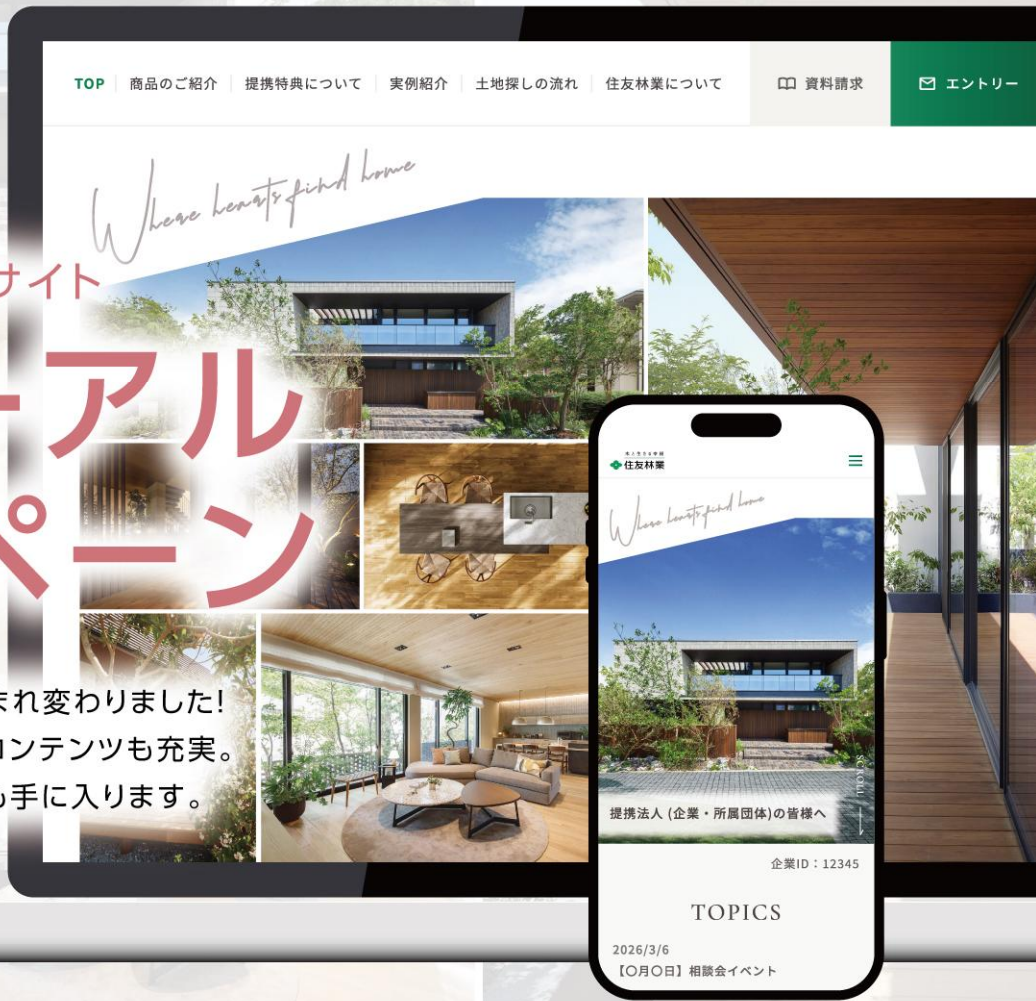 TOP 商品のご紹介 提携特典について 実例紹介 土地探しの流れ 住友林業について 資料請求 エントリー
Where hearts find home
サイト
ーアル
ペーン
まれ変わりました!
コンテンツも充実。
も手に入ります。
住友林業
Where hearts find home
SCROLL
提携法人 (企業・所属団体)の皆様へ
企業ID:12345
TOPICS
2026/3/6
【〇月〇日】相談会イベント